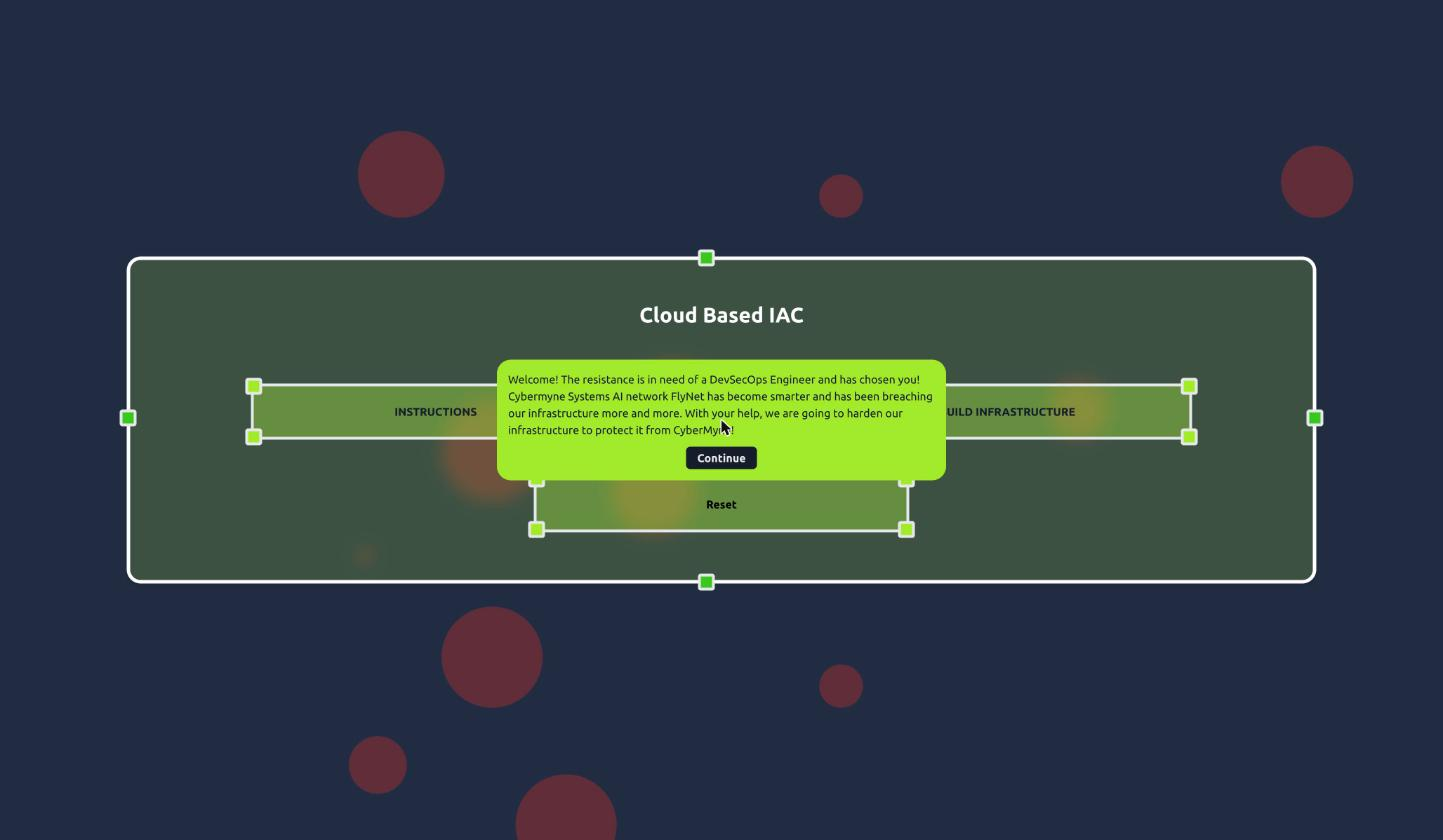 Cloud Based IAC
Welcome! The resistance is in need of a DevSecOps Engineer and has chosen you!
Cybermyne Systems AI network FlyNet has become smarter and has been breaching
our infrastructure more and more. With your help, we are going to harden our
infrastructure to protect it from CyberMyne!
Continue
INSTRUCTIONS
UILD INFRASTRUCTURE
Reset